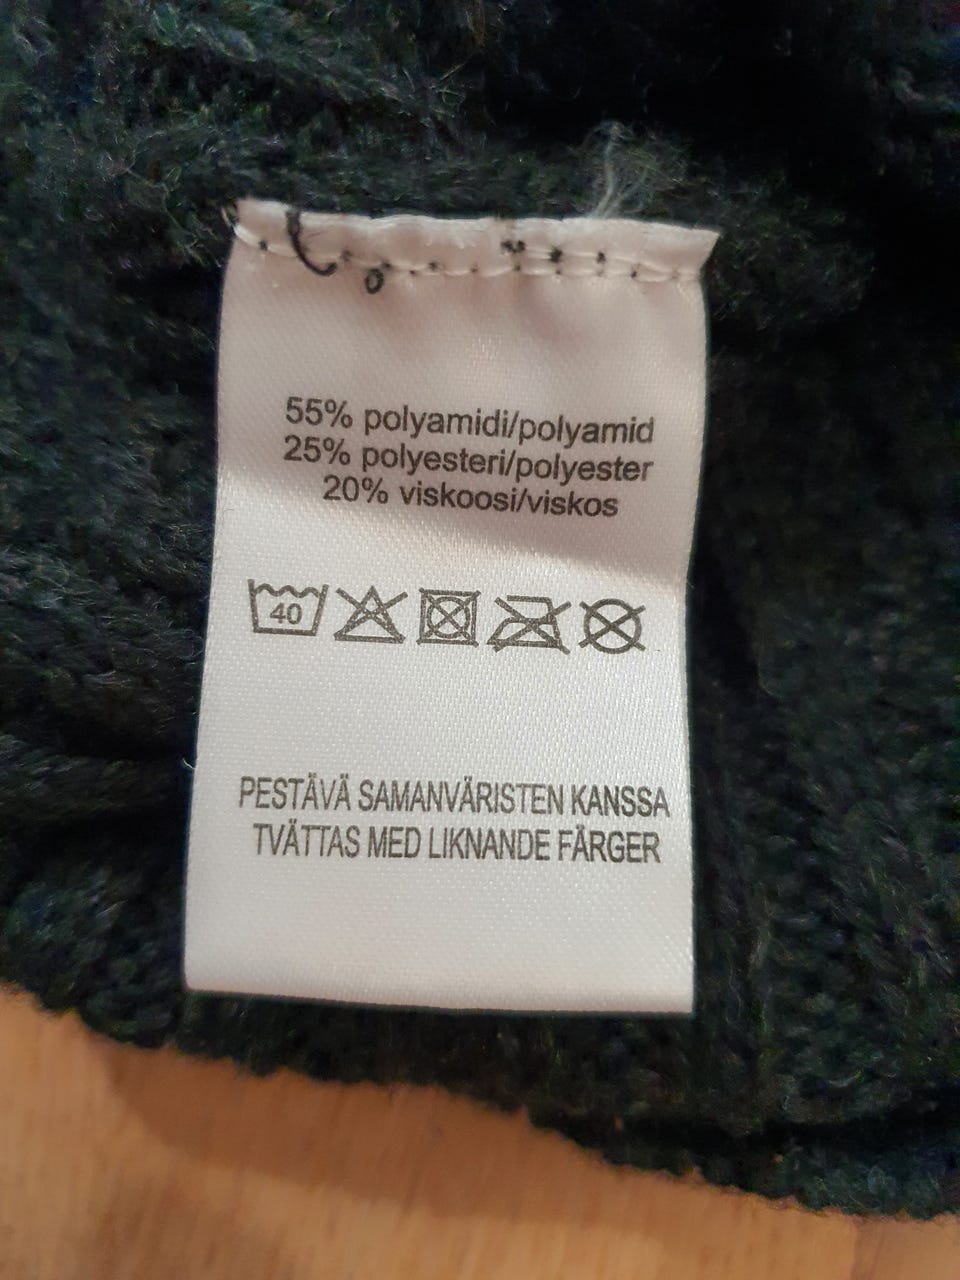 55% polyamidi/polyamid
25% polyesteri/polyester
20% viskoosi/viskos
40
PESTÄVÄ SAMANVÄRISTEN KANSSA
TVÄTTAS MED LIKNANDE FÄRGER